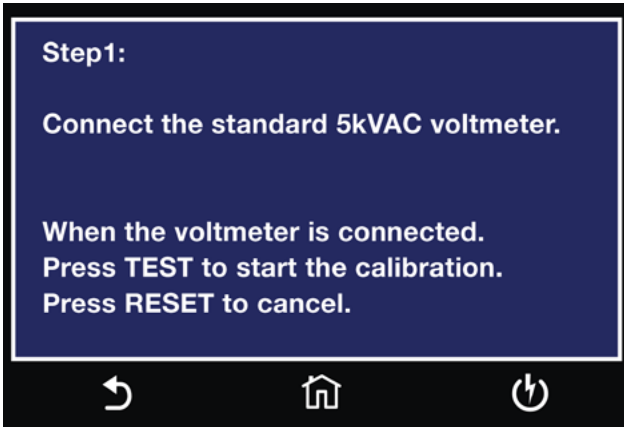 Step1:
Connect the standard 5kVAC voltmeter.
When the voltmeter is connected.
Press TEST to start the calibration.
Press RESET to cancel.